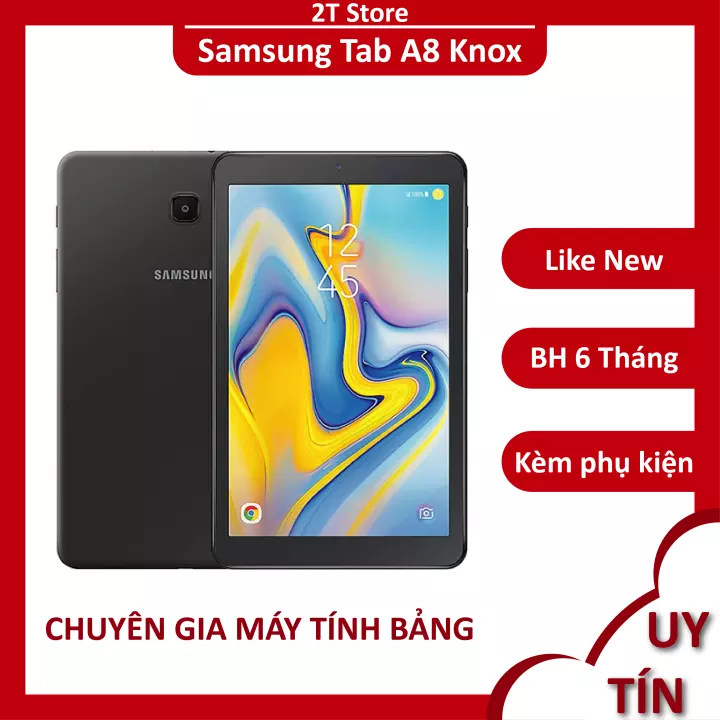 2T Store
Samsung Tab A8 Knox
100%
12
45
SAMSUNG
Like New
BH 6 Tháng
Kèm phụ kiện
CHUYÊN GIA MÁY TÍNH BẢNG
UY
TÍN